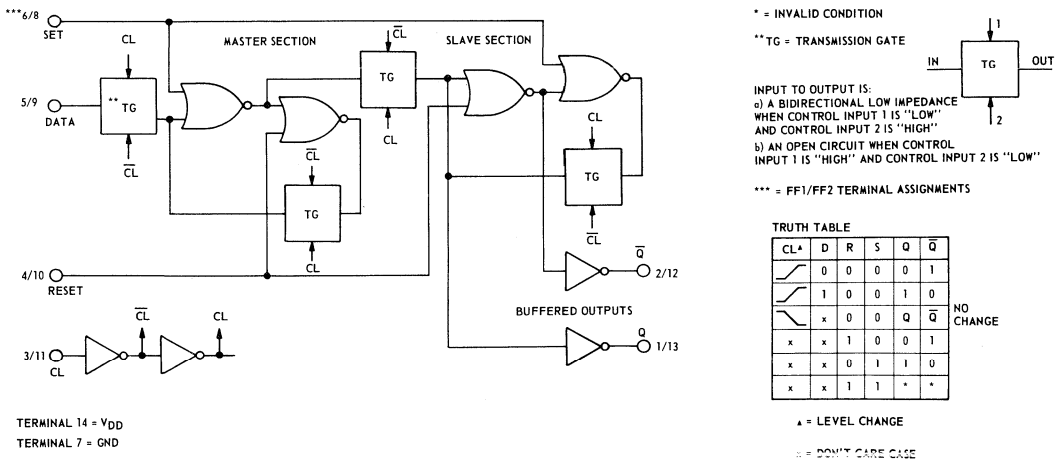 ***6/8
SET
CL
** TG
5/9
DATA
C̅L̅
MASTER SECTION
C̅L̅
TG
CL
C̅L̅
TG
CL
SLAVE SECTION
CL
TG
C̅L̅
4/10
RESET
Q̅
2/12
BUFFERED OUTPUTS
Q
1/13
C̅L̅
CL
3/11
CL
TERMINAL 14 = VDD
TERMINAL 7 = GND
* = INVALID CONDITION
** TG = TRANSMISSION GATE
1
IN
TG
OUT
2
INPUT TO OUTPUT IS:
a) A BIDIRECTIONAL LOW IMPEDANCE
WHEN CONTROL INPUT 1 IS "LOW"
AND CONTROL INPUT 2 IS "HIGH"
b) AN OPEN CIRCUIT WHEN CONTROL
INPUT 1 IS "HIGH" AND CONTROL INPUT 2 IS "LOW"
*** = FF1/FF2 TERMINAL ASSIGNMENTS
TRUTH TABLE
CL▲ D R S Q Q̅
0 0 0 0 1
1 0 0 1 0
x 0 0 Q Q̅
NO
CHANGE
x x 1 0 0 1
x x 0 1 1 0
x x 1 1 * *
▲ = LEVEL CHANGE
x = DON'T CARE CASE